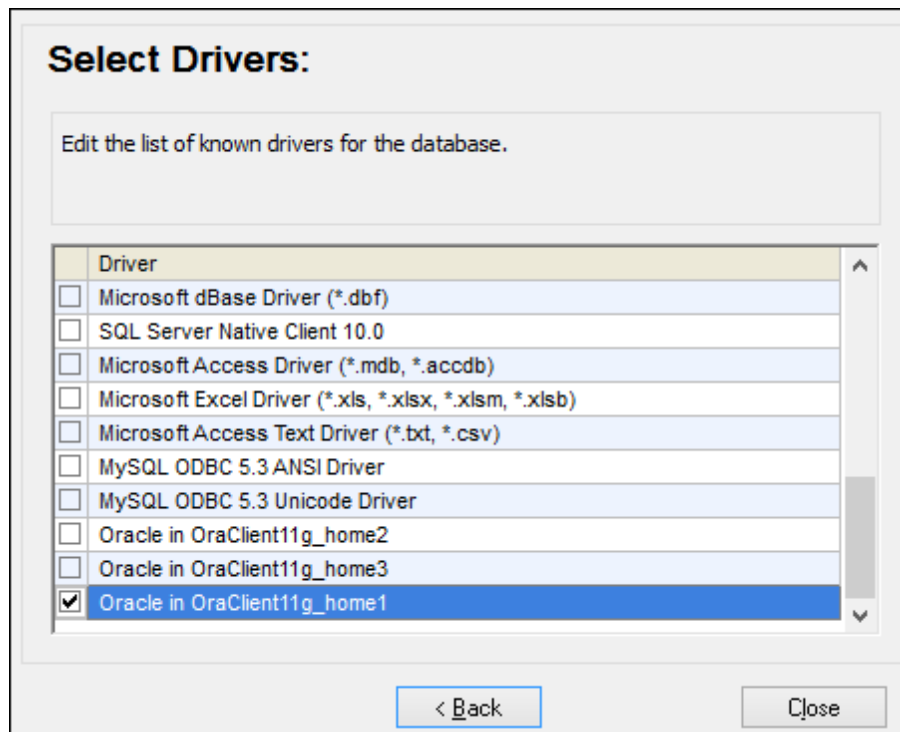 Select Drivers:
Edit the list of known drivers for the database.
Driver
Microsoft dBase Driver (*.dbf)
SQL Server Native Client 10.0
Microsoft Access Driver (*.mdb, *.accdb)
Microsoft Excel Driver (*.xls, *.xlsx, *.xlsm, *.xlsb)
Microsoft Access Text Driver (*.txt, *.csv)
MySQL ODBC 5.3 ANSI Driver
MySQL ODBC 5.3 Unicode Driver
Oracle in OraClient11g_home2
Oracle in OraClient11g_home3
Oracle in OraClient11g_home1
< Back
Close